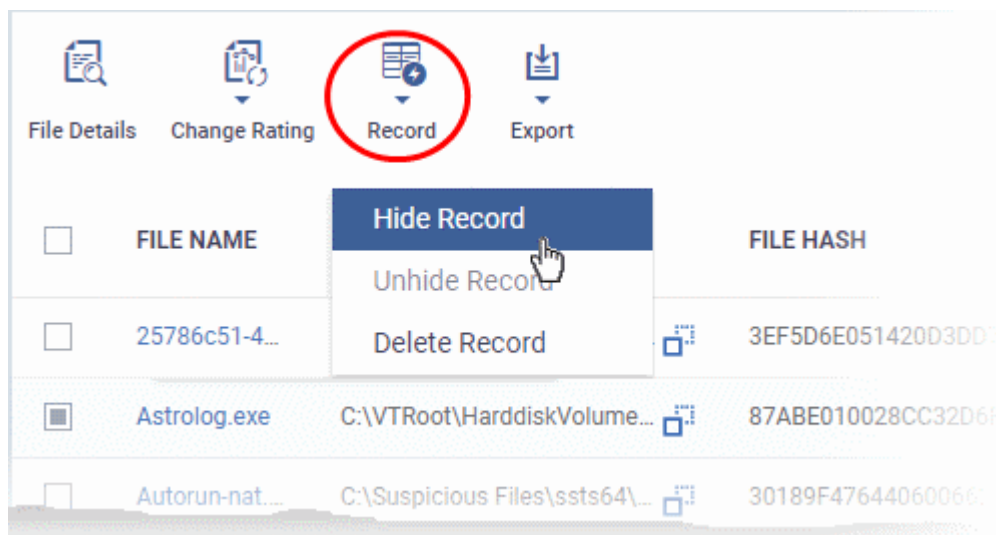 File Details Change Rating Record Export
Hide Record
FILE NAME FILE HASH
Unhide Record
25786c51-4... Delete Record 3EF5D6E051420D3DD
Astrolog.exe C:\VTRoot\HarddiskVolume... 87ABE010028CC32D6
Autorun-nat.... C:\Suspicious Files\ssts64\... 30189F4764406006